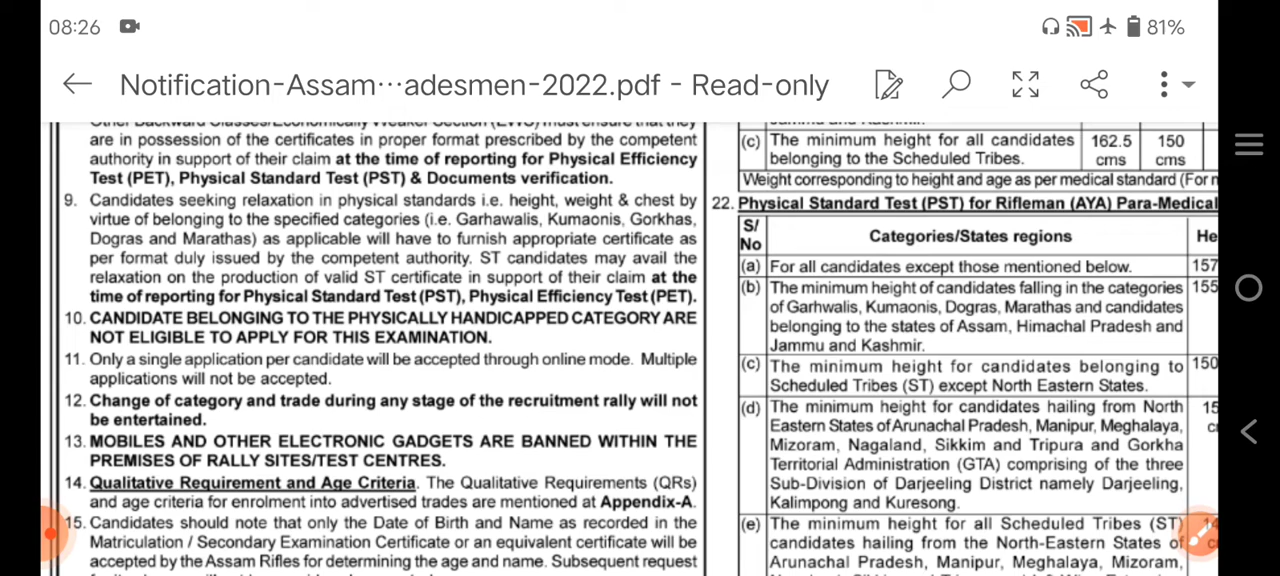 08:26
81%
Notification-Assam···adesmen-2022.pdf - Read-only
Other Backward Classes/Economically Weaker Section (EWS) must ensure that they
are in possession of the certificates in proper format prescribed by the competent
authority in support of their claim at the time of reporting for Physical Efficiency
Test (PET), Physical Standard Test (PST) & Documents verification.
9. Candidates seeking relaxation in physical standards i.e. height, weight & chest by
virtue of belonging to the specified categories (i.e. Garhawalis, Kumaonis, Gorkhas,
Dogras and Marathas) as applicable will have to furnish appropriate certificate as
per format duly issued by the competent authority. ST candidates may avail the
relaxation on the production of valid ST certificate in support of their claim at the
time of reporting for Physical Standard Test (PST), Physical Efficiency Test (PET).
10. CANDIDATE BELONGING TO THE PHYSICALLY HANDICAPPED CATEGORY ARE
NOT ELIGIBLE TO APPLY FOR THIS EXAMINATION.
11. Only a single application per candidate will be accepted through online mode. Multiple
applications will not be accepted.
12. Change of category and trade during any stage of the recruitment rally will not
be entertained.
13. MOBILES AND OTHER ELECTRONIC GADGETS ARE BANNED WITHIN THE
PREMISES OF RALLY SITES/TEST CENTRES.
14. Qualitative Requirement and Age Criteria. The Qualitative Requirements (QRs)
and age criteria for enrolment into advertised trades are mentioned at Appendix-A.
15. Candidates should note that only the Date of Birth and Name as recorded in the
Matriculation / Secondary Examination Certificate or an equivalent certificate will be
accepted by the Assam Rifles for determining the age and name. Subsequent request
(c) The minimum height for all candidates 162.5 150
belonging to the Scheduled Tribes. cms cms
Weight corresponding to height and age as per medical standard (For
22. Physical Standard Test (PST) for Rifleman (AYA) Para-Medical
S/
No Categories/States regions He
(a) For all candidates except those mentioned below. 157
(b) The minimum height of candidates falling in the categories 155
of Garhwalis, Kumaonis, Dogras, Marathas and candidates
belonging to the states of Assam, Himachal Pradesh and
Jammu and Kashmir.
(c) The minimum height for candidates belonging to 150
Scheduled Tribes (ST) except North Eastern States.
(d) The minimum height for candidates hailing from North 15
Eastern States of Arunachal Pradesh, Manipur, Meghalaya,
Mizoram, Nagaland, Sikkim and Tripura and Gorkha
Territorial Administration (GTA) comprising of the three
Sub-Division of Darjeeling District namely Darjeeling,
Kalimpong and Kuresong.
(e) The minimum height for all Scheduled Tribes (ST)
candidates hailing from the North-Eastern States of
Arunachal Pradesh, Manipur, Meghalaya, Mizoram,